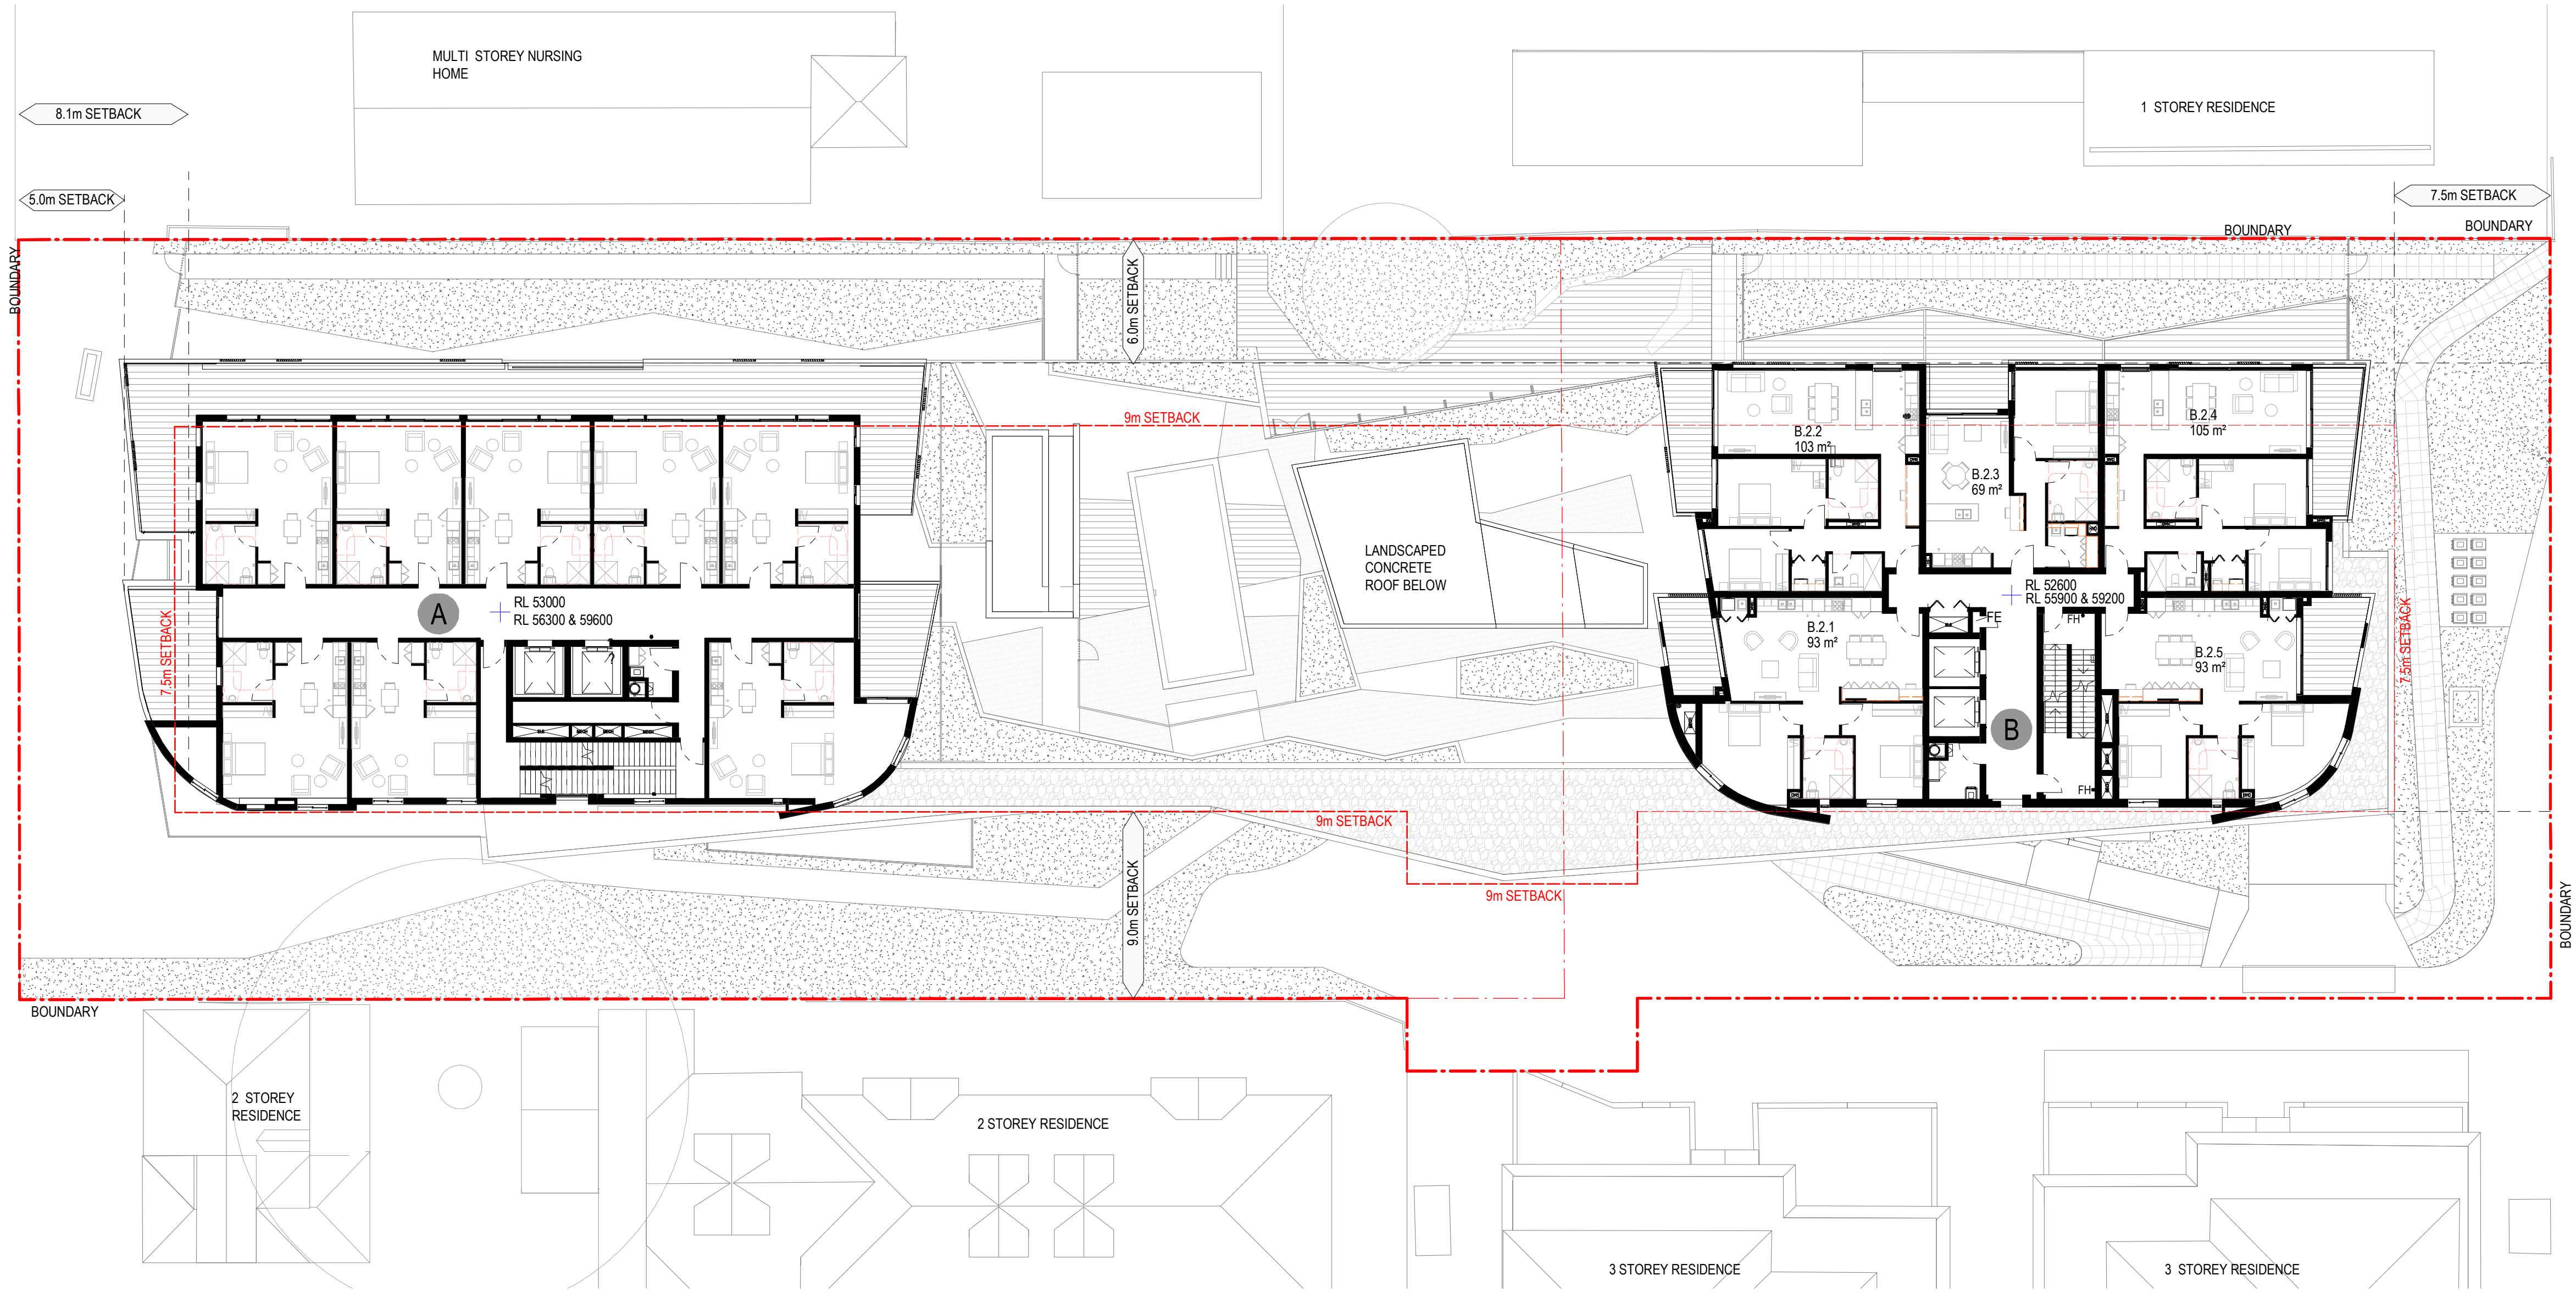 MULTI STOREY NURSING
HOME
1 STOREY RESIDENCE
8.1m SETBACK
5.0m SETBACK
7.5m SETBACK
BOUNDARY
BOUNDARY
BOUNDARY
6.0m SETBACK
9m SETBACK
B.2.2
103 m²
B.2.3
69 m²
B.2.4
105 m²
LANDSCAPED
CONCRETE
ROOF BELOW
A
RL 53000
RL 56300 & 59600
RL 52600
RL 55900 & 59200
FE
FH
7.5m SETBACK
B.2.1
93 m²
B.2.5
93 m²
7.5m SETBACK
?
B
FH
9m SETBACK
9m SETBACK
9.0m SETBACK
BOUNDARY
BOUNDARY
2 STOREY
RESIDENCE
2 STOREY RESIDENCE
3 STOREY RESIDENCE
3 STOREY RESIDENCE